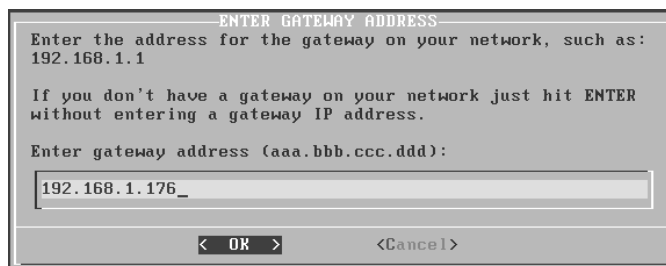 ENTER GATEWAY ADDRESS
Enter the address for the gateway on your network, such as:
192.168.1.1
If you don't have a gateway on your network just hit ENTER
without entering a gateway IP address.
Enter gateway address (aaa.bbb.ccc.ddd):
192.168.1.176_
< OK > <Cancel>